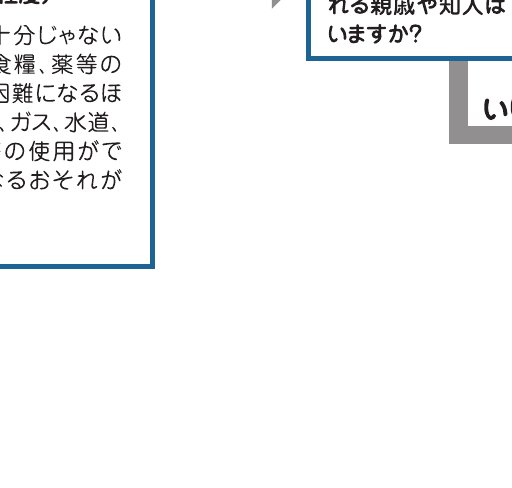 十分じゃない
食糧、薬等の
困難になるほ
、ガス、水道、
の使用がで
なるおそれが
れる親戚や知人は
いますか?
い